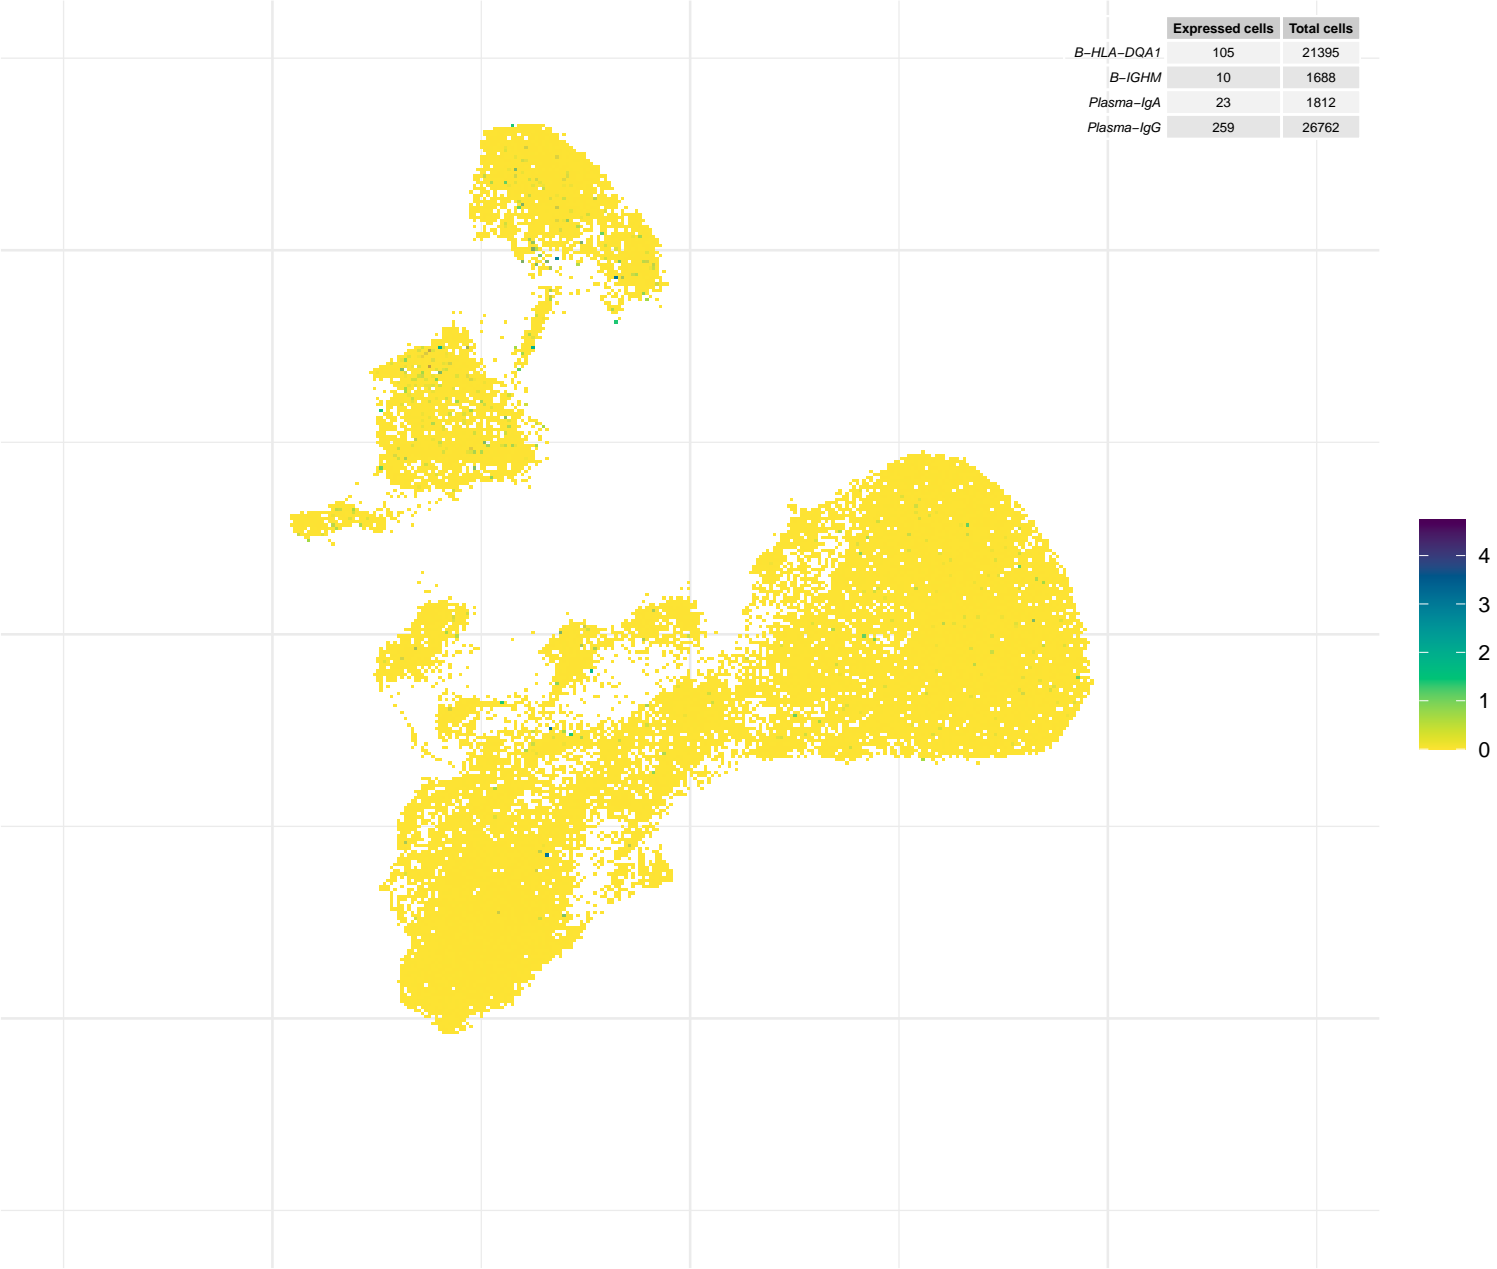 Expressed cells Total cells
B−HLA−DQA1 105 21395
B−IGHM 10 1688
Plasma−IgA 23 1812
Plasma−IgG 259 26762
4
3
2
1
0